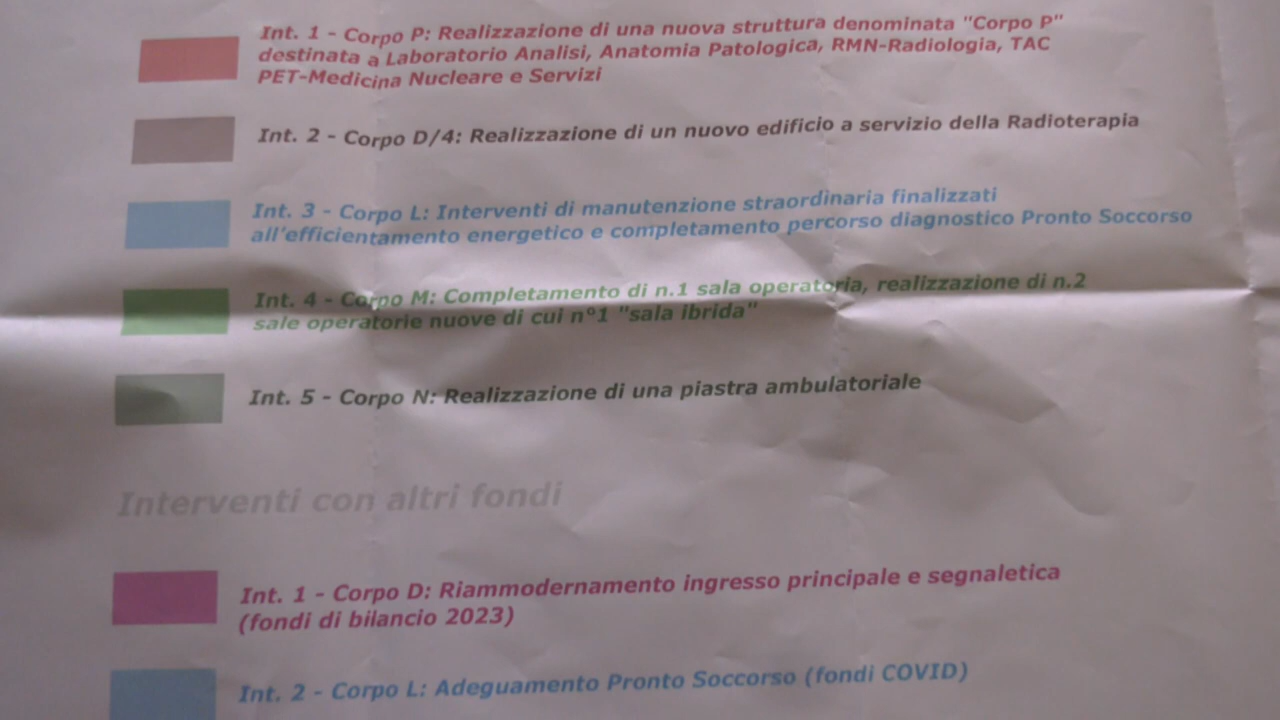 Int. 1 - Corpo P: Realizzazione di una nuova struttura denominata "Corpo P"
destinata a Laboratorio Analisi, Anatomia Patologica, RMN-Radiologia, TAC
PET-Medicina Nucleare e Servizi
Int. 2 - Corpo D/4: Realizzazione di un nuovo edificio a servizio della Radioterapia
Int. 3 - Corpo L: Interventi di manutenzione straordinaria finalizzati
all'efficientamento energetico e completamento percorso diagnostico Pronto Soccorso
Int. 4 - Corpo M: Completamento di n.1 sala operatoria, realizzazione di n.2
sale operatorie nuove di cui n°1 "sala ibrida"
Int. 5 - Corpo N: Realizzazione di una piastra ambulatoriale
Interventi con altri fondi
Int. 1 - Corpo D: Riammodernamento ingresso principale e segnaletica
(fondi di bilancio 2023)
Int. 2 - Corpo L: Adeguamento Pronto Soccorso (fondi COVID)